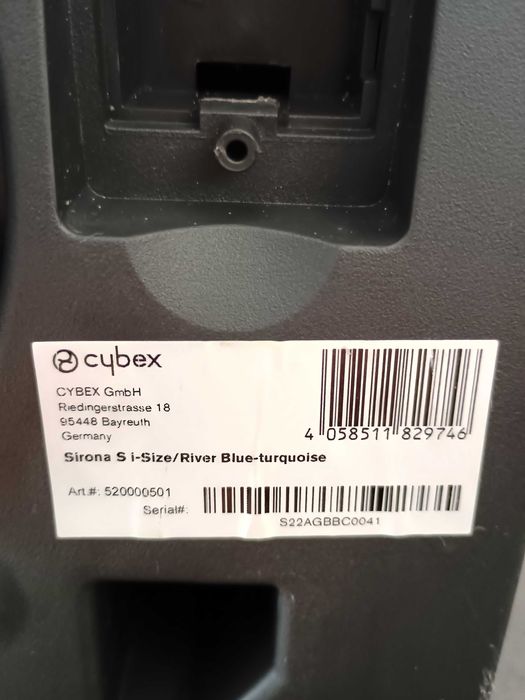 cybex
CYBEX GmbH
Riedingerstrasse 18
95448 Bayreuth
Germany
4 058511 829746
Sirona S i-Size/River Blue-turquoise
Art.#: 520000501
Serial#:
S22AGBBC0041